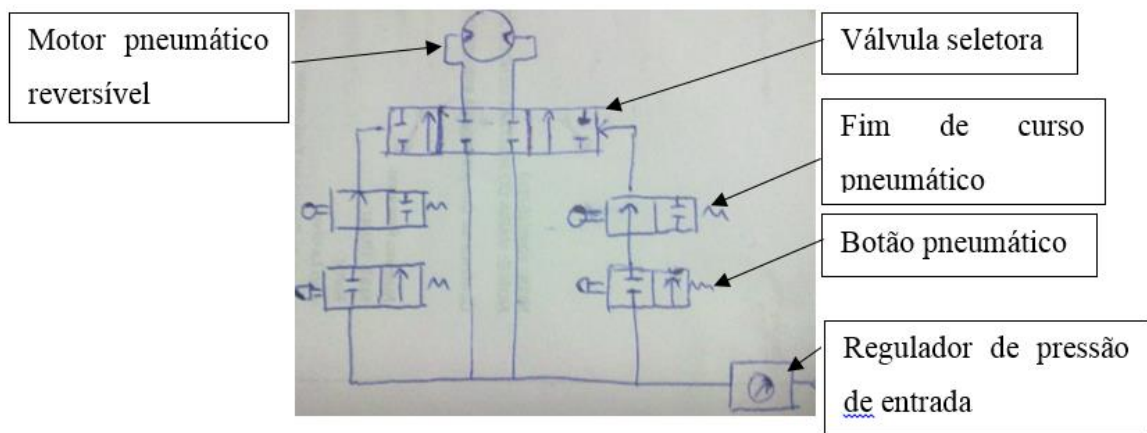 Motor pneumático
reversível
Válvula seletora
Fim de curso
pneumático
Botão pneumático
Regulador de pressão
de entrada